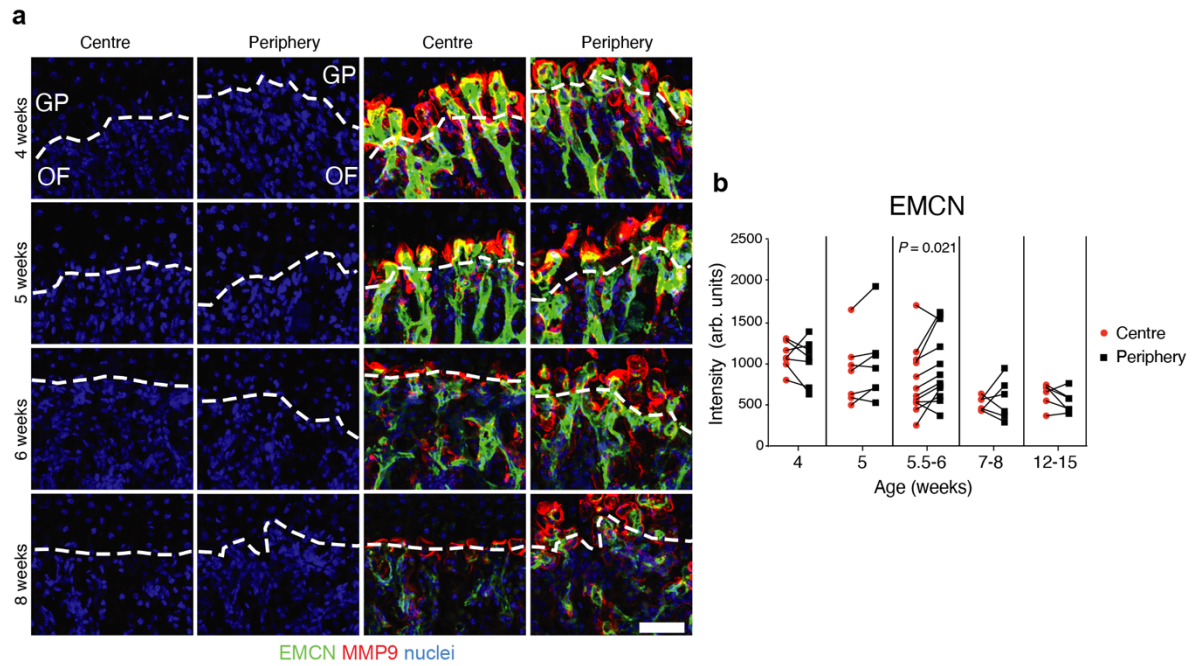 a
Centre Periphery Centre Periphery
4 weeks
GP
GP
OF
OF
5 weeks
6 weeks
8 weeks
EMCN MMP9 nuclei
b
EMCN
Intensity (arb. units)
2500
2000
1500
1000
500
0
P = 0.021
4 5 5.5-6 7-8 12-15
Age (weeks)
Centre
Periphery